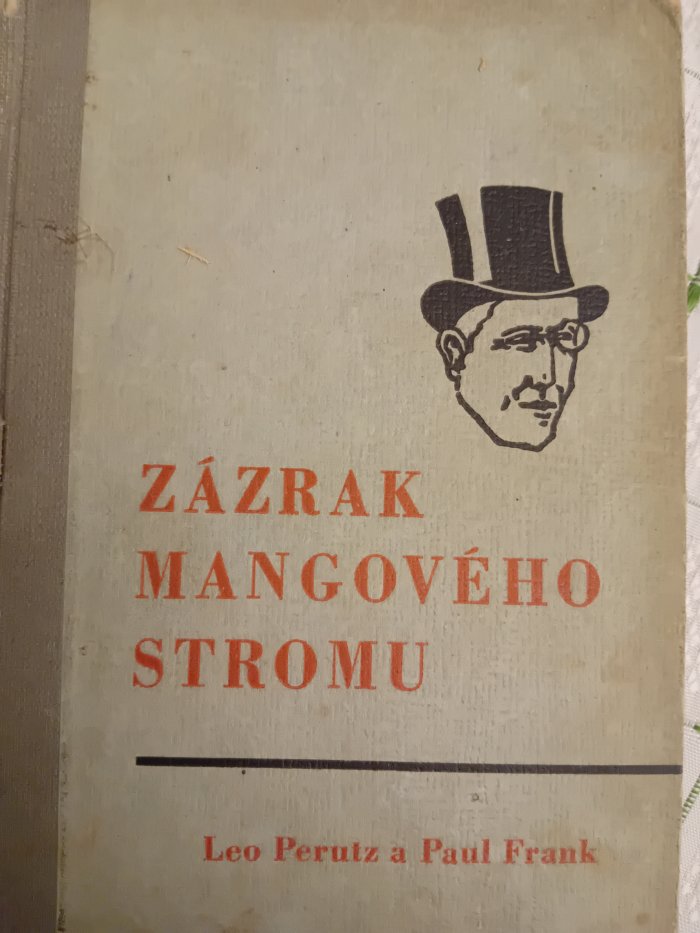 ZÁZRAK
MANGOVÉHO
STROMU
Leo Perutz a Paul Frank